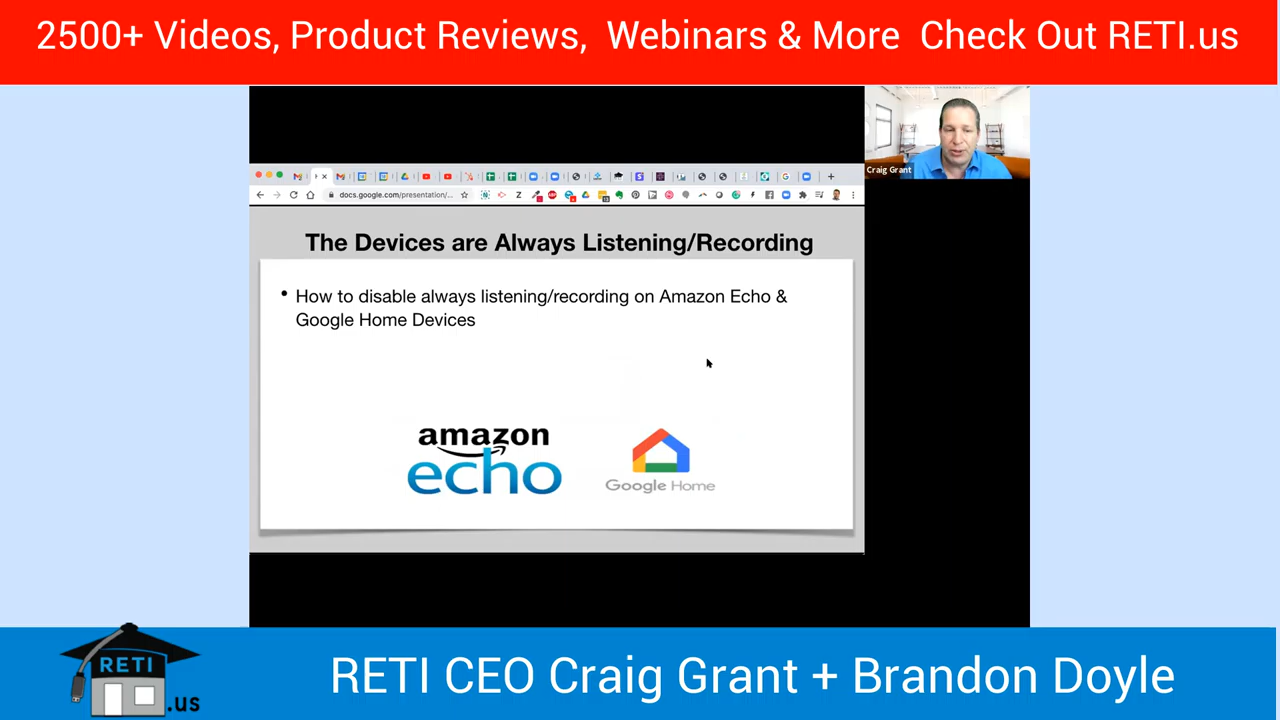 2500+ Videos, Product Reviews,  Webinars & More  Check Out RETI.us
Craig Grant
docs.google.com/presentation/...
The Devices are Always Listening/Recording
• How to disable always listening/recording on Amazon Echo &
Google Home Devices
amazon
echo
Google Home
RETI
.us
RETI CEO Craig Grant + Brandon Doyle